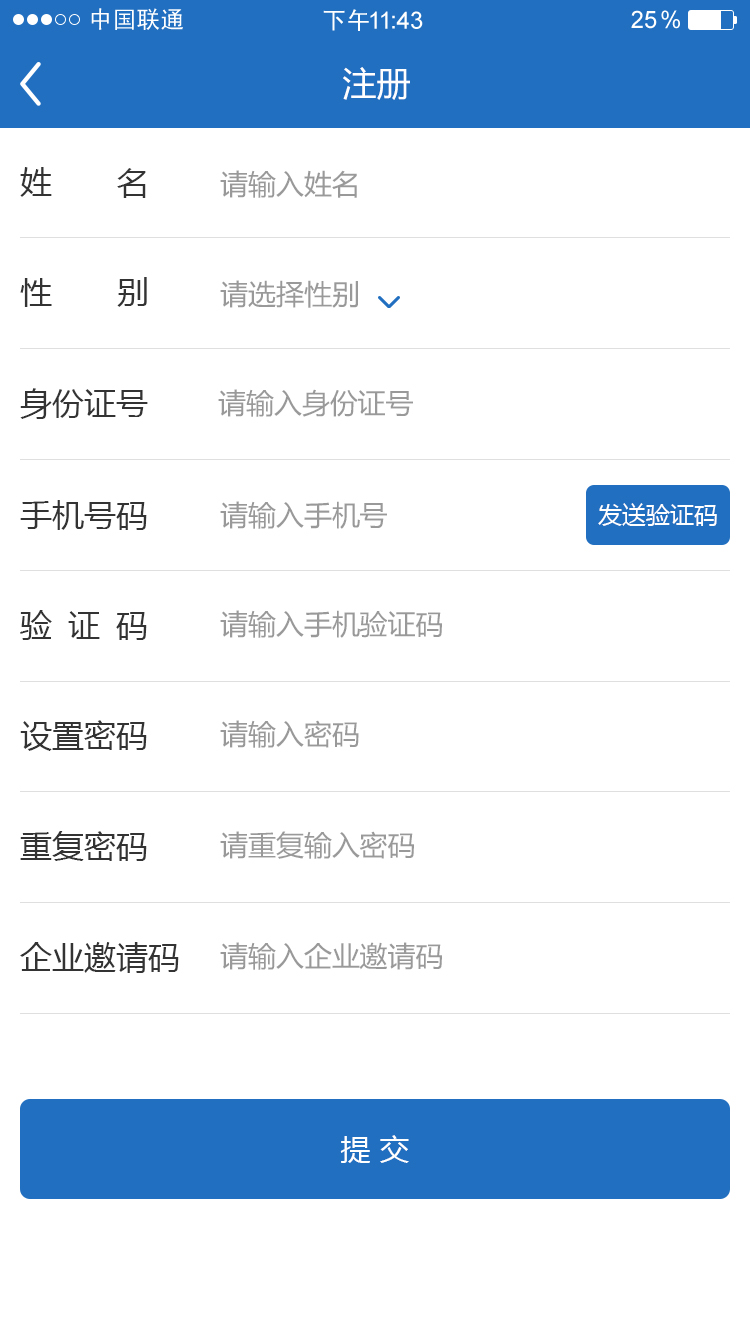 中国联通 下午11:43 25%
注册
姓 名 请输入姓名
性 别 请选择性别
身份证号 请输入身份证号
手机号码 请输入手机号 发送验证码
验 证 码 请输入手机验证码
设置密码 请输入密码
重复密码 请重复输入密码
企业邀请码 请输入企业邀请码
提 交